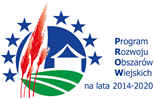 Program
Rozwoju
Obszarów
Wiejskich
na lata 2014-2020